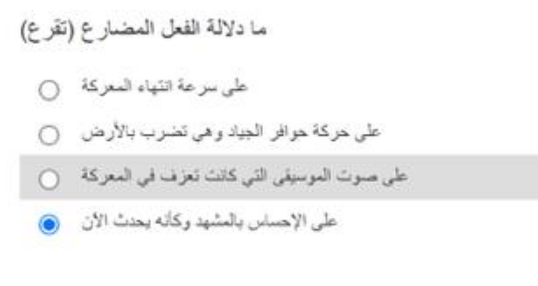 ما دلالة الفعل المضارع (تقرع)
على سرعة انتهاء المعركة
على حركة حوافر الجياد وهي تضرب بالأرض
على صوت الموسيقى التي كانت تعزف في المعركة
على الإحساس بالمشهد وكأنه يحدث الآن